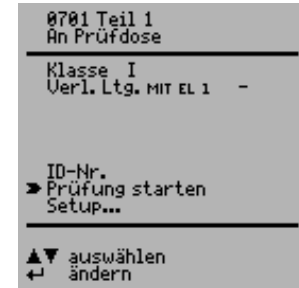 0701 Teil 1
An Prüfdose
Klasse I
Verl. Ltg. MIT EL 1 -
ID-Nr.
Prüfung starten
Setup...
▲▼ auswählen
↵ ändern